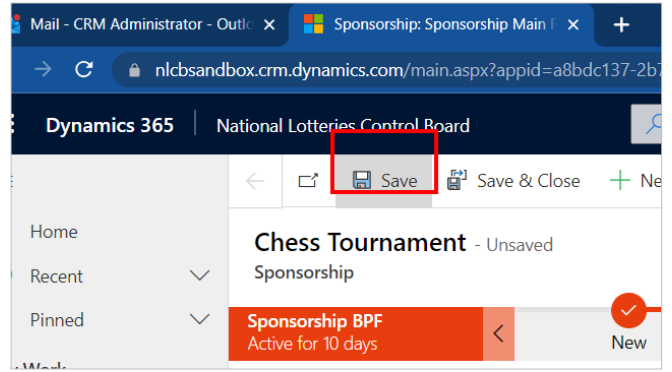 Mail - CRM Administrator - Outlo × Sponsorship: Sponsorship Main F × +
nlcbsandbox.crm.dynamics.com/main.aspx?appid=a8bdc137-2b7
Dynamics 365 National Lotteries Control Board
Save Save & Close + Ne
Home
Chess Tournament - Unsaved
Sponsorship
Recent
Pinned
Sponsorship BPF
Active for 10 days
New
Work